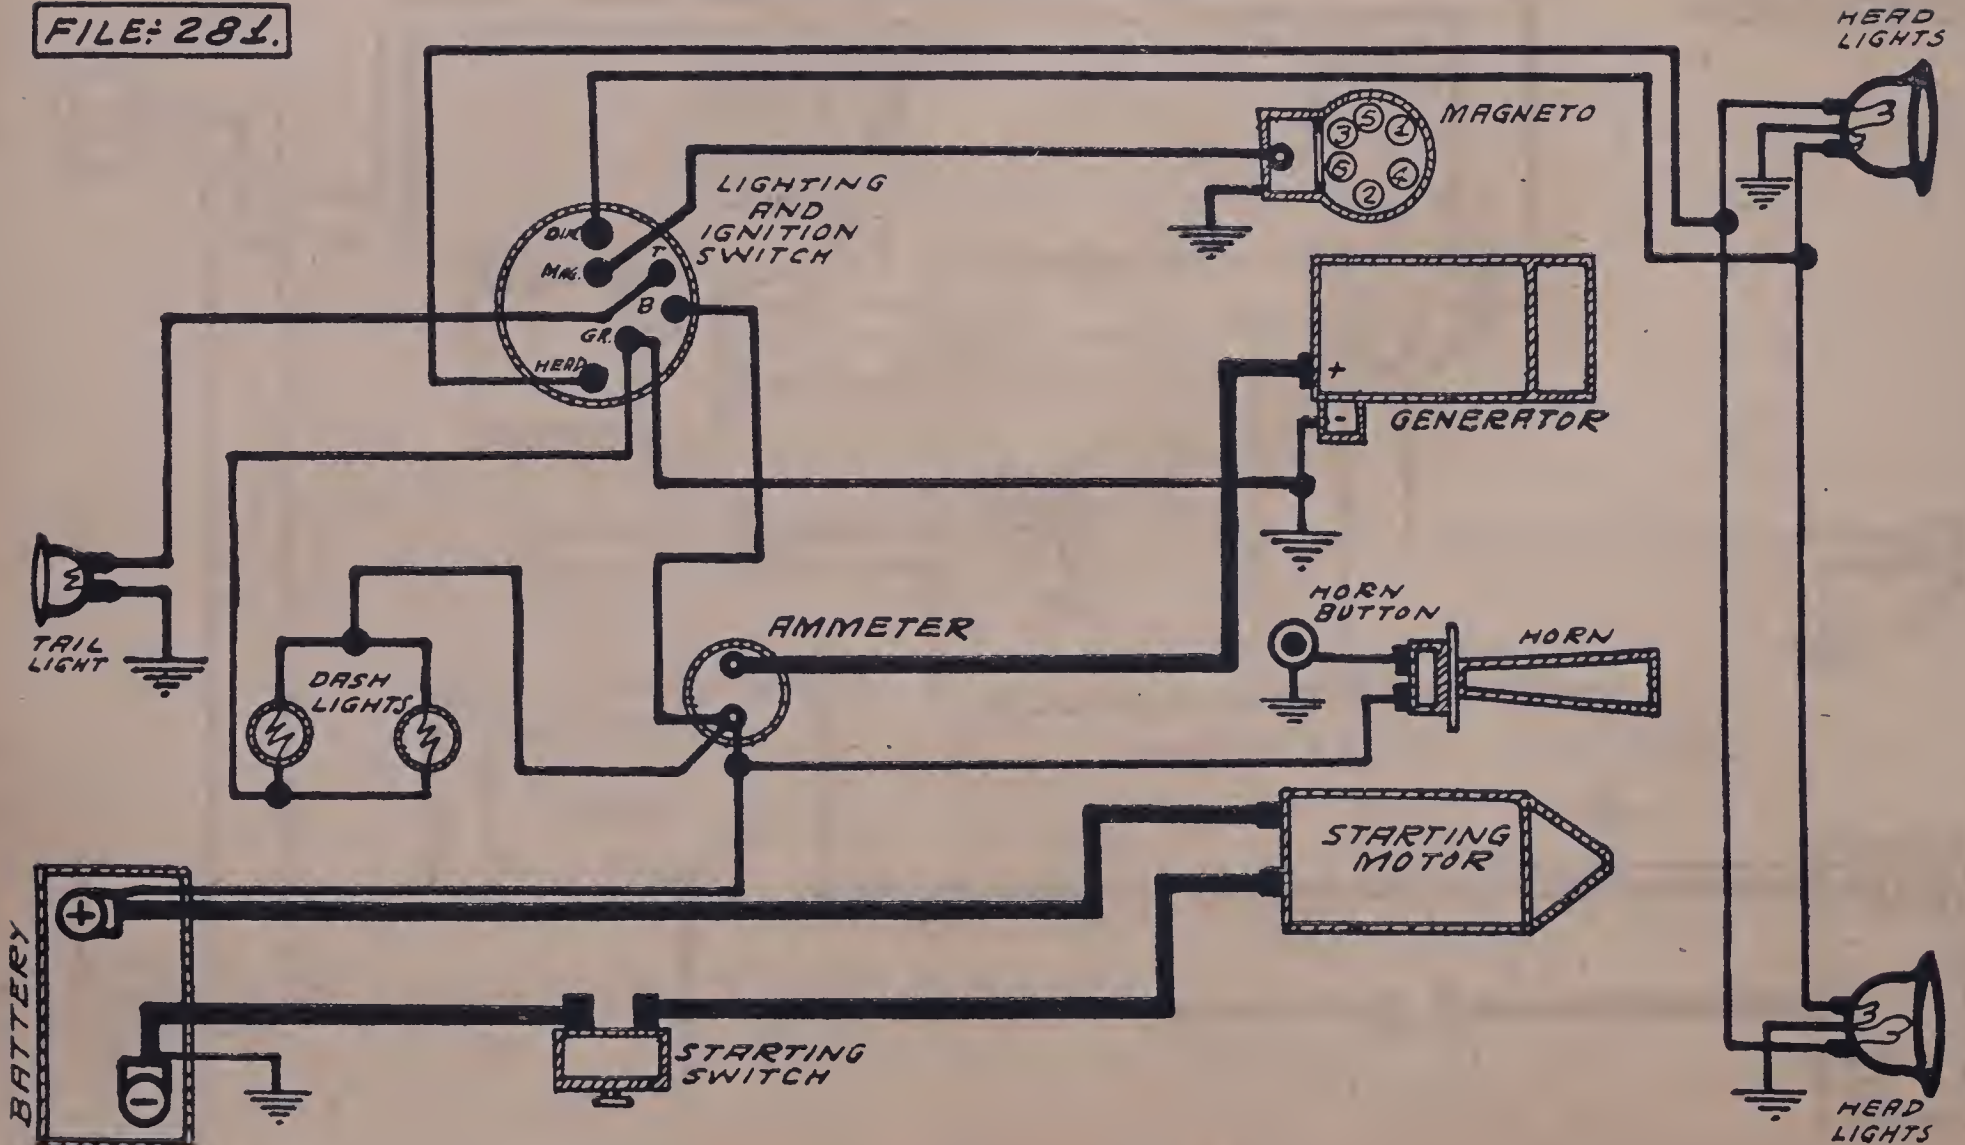 FILE: 281.
HEAD
LIGHTS
MAGNETO
5
1
3
6
4
2
LIGHTING
AND
IGNITION
SWITCH
DIM
MAG.
T
B
GR.
HEAD
+
-
GENERATOR
TAIL
LIGHT
DASH
LIGHTS
AMMETER
HORN
BUTTON
HORN
STARTING
MOTOR
BATTERY
+
-
STARTING
SWITCH
HEAD
LIGHTS